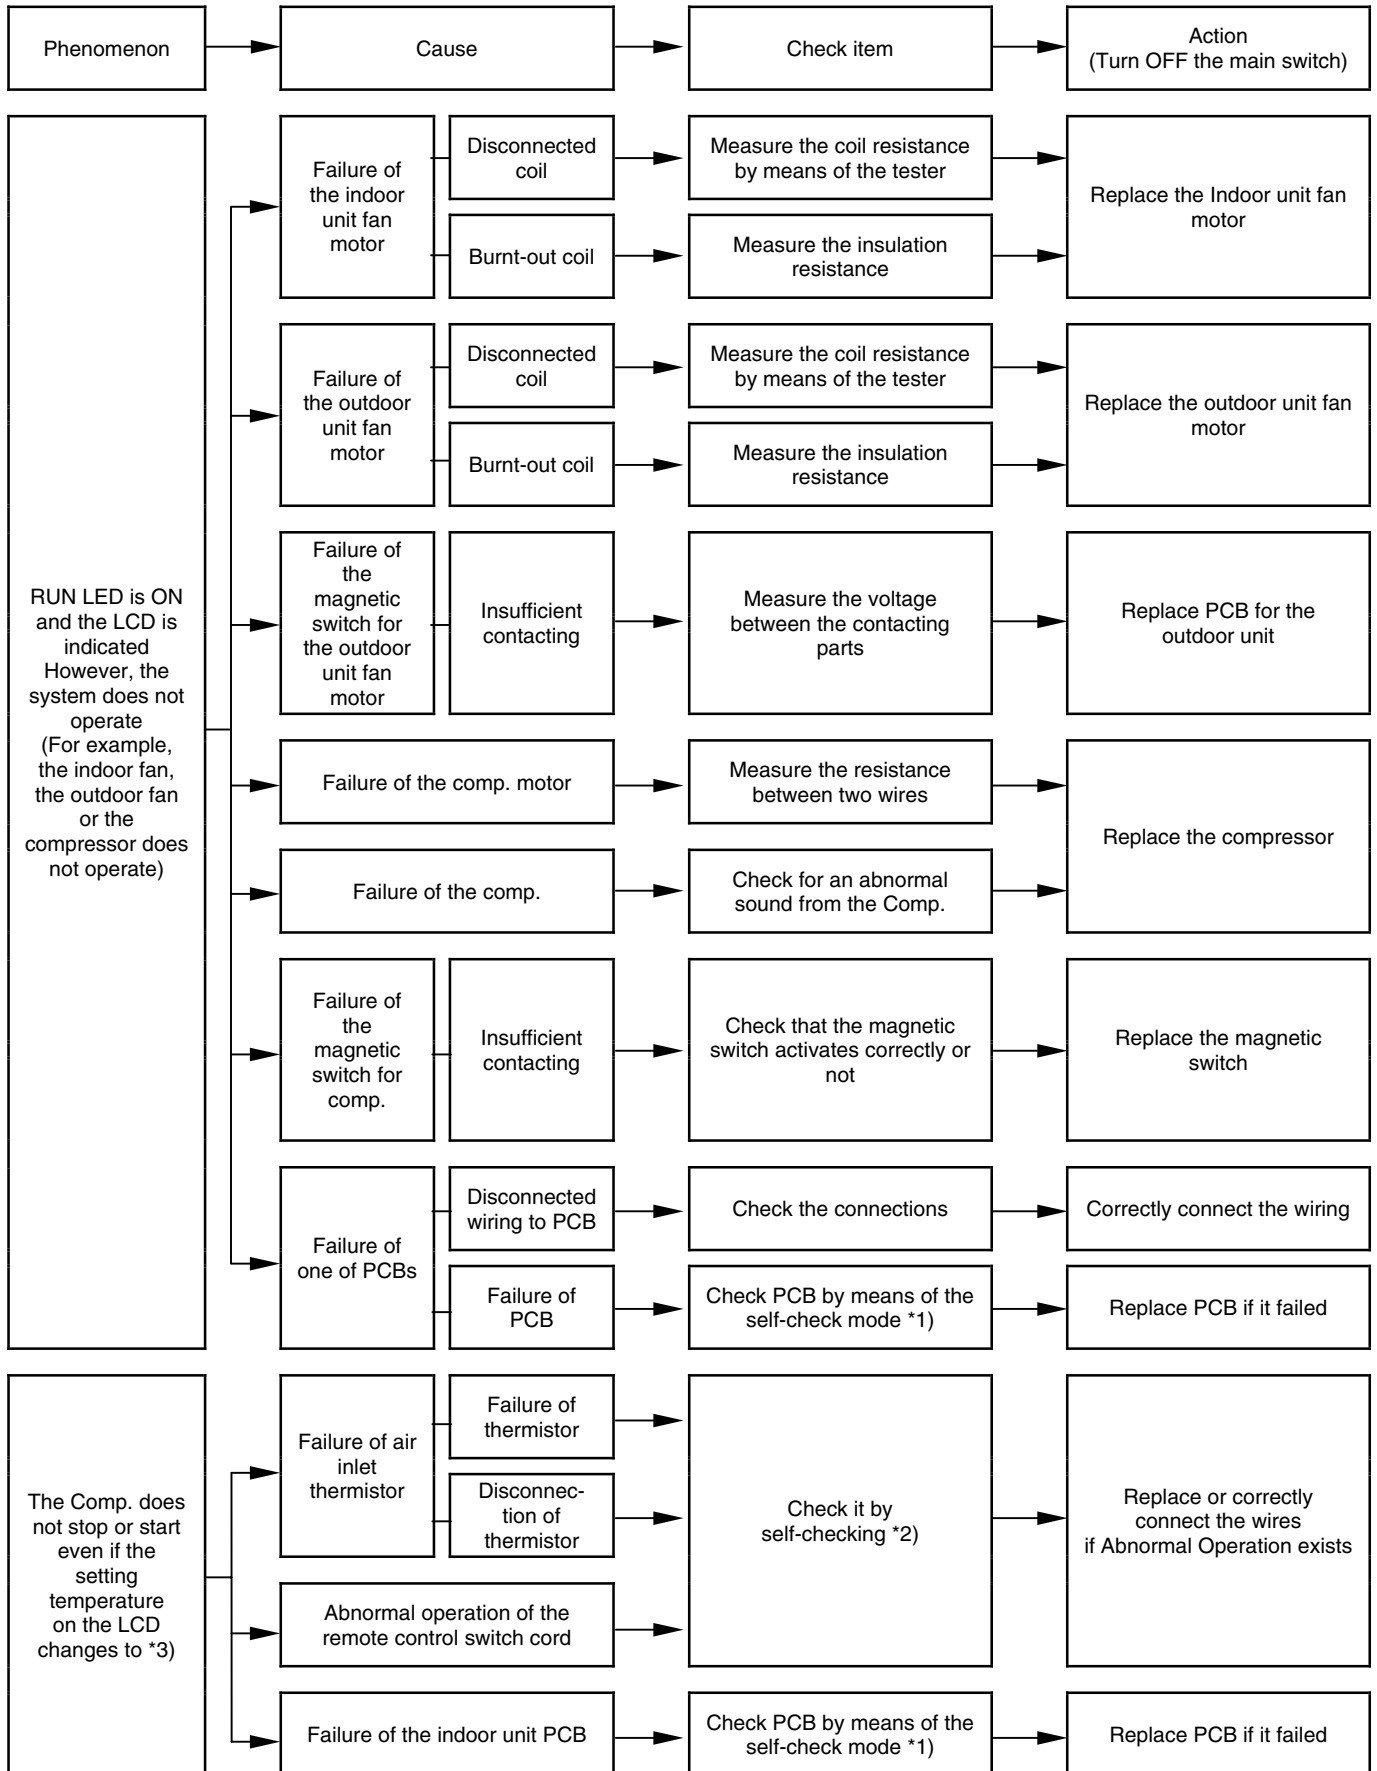 Phenomenon
Cause
Check item
Action
(Turn OFF the main switch)
RUN LED is ON
and the LCD is
indicated
However, the
system does not
operate
(For example,
the indoor fan,
the outdoor fan
or the
compressor does
not operate)
Failure of
the indoor
unit fan
motor
Disconnected
coil
Measure the coil resistance
by means of the tester
Burnt-out coil
Measure the insulation
resistance
Replace the Indoor unit fan
motor
Failure of
the outdoor
unit fan
motor
Disconnected
coil
Measure the coil resistance
by means of the tester
Burnt-out coil
Measure the insulation
resistance
Replace the outdoor unit fan
motor
Failure of
the
magnetic
switch for
the outdoor
unit fan
motor
Insufficient
contacting
Measure the voltage
between the contacting
parts
Replace PCB for the
outdoor unit
Failure of the comp. motor
Measure the resistance
between two wires
Failure of the comp.
Check for an abnormal
sound from the Comp.
Replace the compressor
Failure of
the
magnetic
switch for
comp.
Insufficient
contacting
Check that the magnetic
switch activates correctly or
not
Replace the magnetic
switch
Failure of
one of PCBs
Disconnected
wiring to PCB
Check the connections
Correctly connect the wiring
Failure of
PCB
Check PCB by means of the
self-check mode *1)
Replace PCB if it failed
The Comp. does
not stop or start
even if the
setting
temperature
on the LCD
changes to *3)
Failure of air
inlet
thermistor
Failure of
thermistor
Disconnec-
tion of
thermistor
Check it by
self-checking *2)
Replace or correctly
connect the wires
if Abnormal Operation exists
Abnormal operation of the
remote control switch cord
Failure of the indoor unit PCB
Check PCB by means of the
self-check mode *1)
Replace PCB if it failed